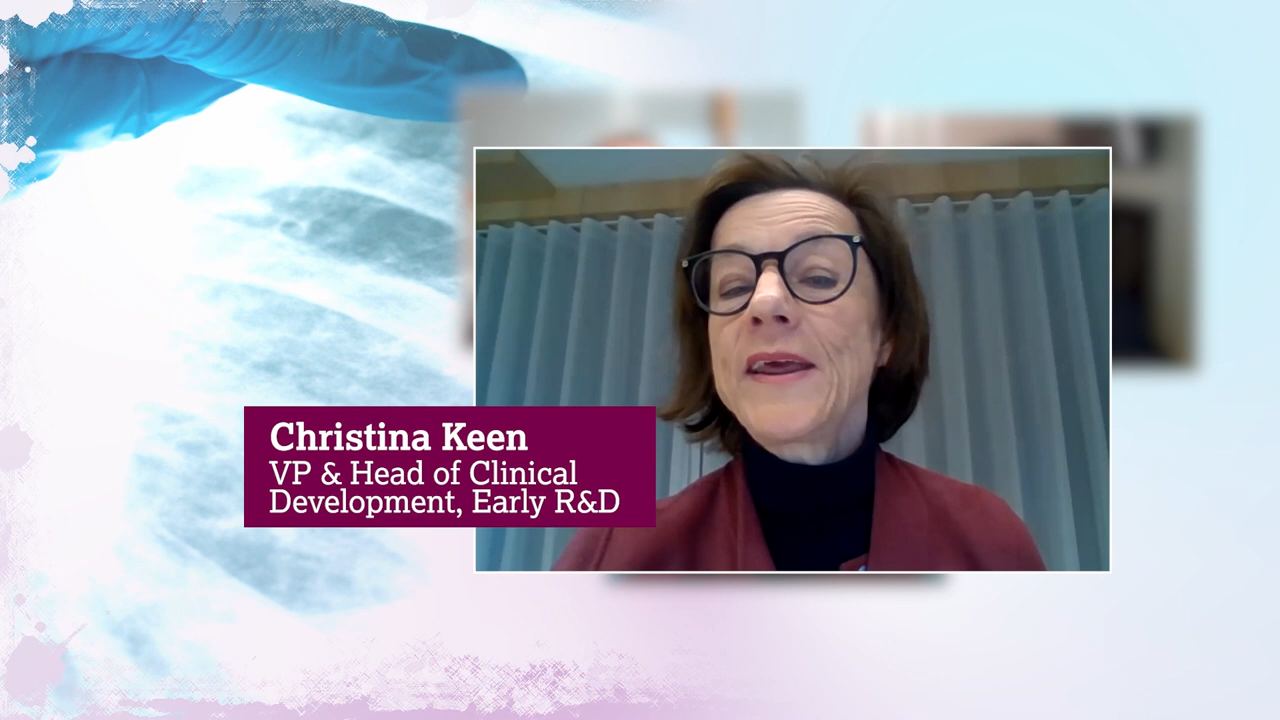 Christina Keen
VP & Head of Clinical
Development, Early R&D